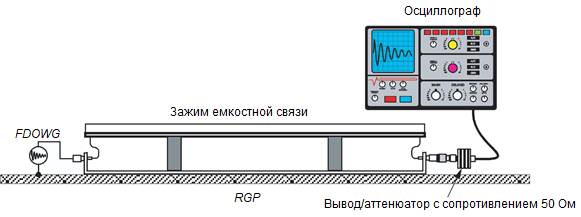 Осциллограф
Зажим емкостной связи
FDOWG
RGP
Вывод/аттенюатор с сопротивлением 50 Ом